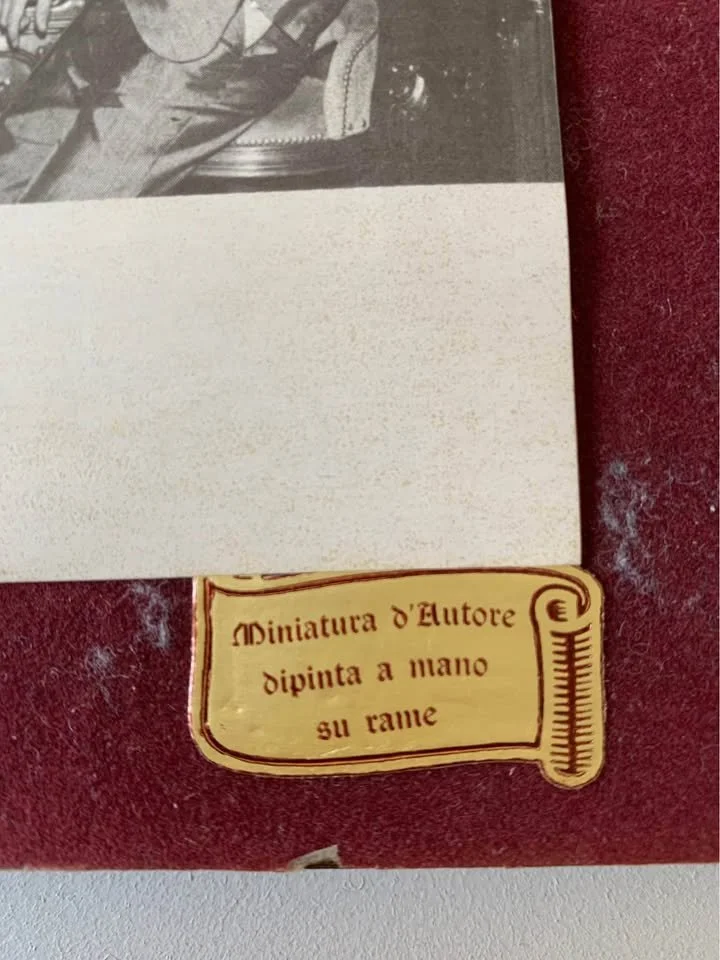 Miniatura d'Autore
dipinta a mano
su rame